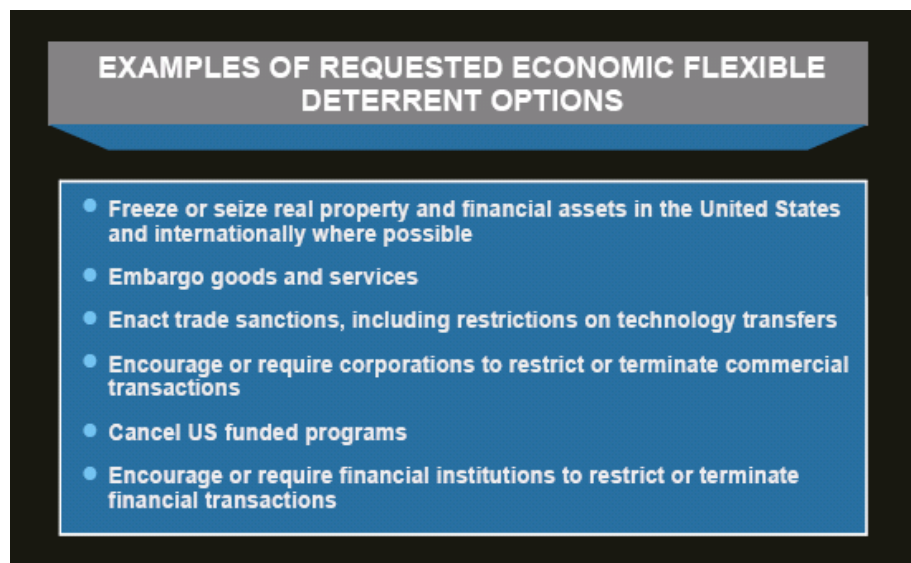 EXAMPLES OF REQUESTED ECONOMIC FLEXIBLE
DETERRENT OPTIONS
Freeze or seize real property and financial assets in the United States
and internationally where possible
Embargo goods and services
Enact trade sanctions, including restrictions on technology transfers
Encourage or require corporations to restrict or terminate commercial
transactions
Cancel US funded programs
Encourage or require financial institutions to restrict or terminate
financial transactions